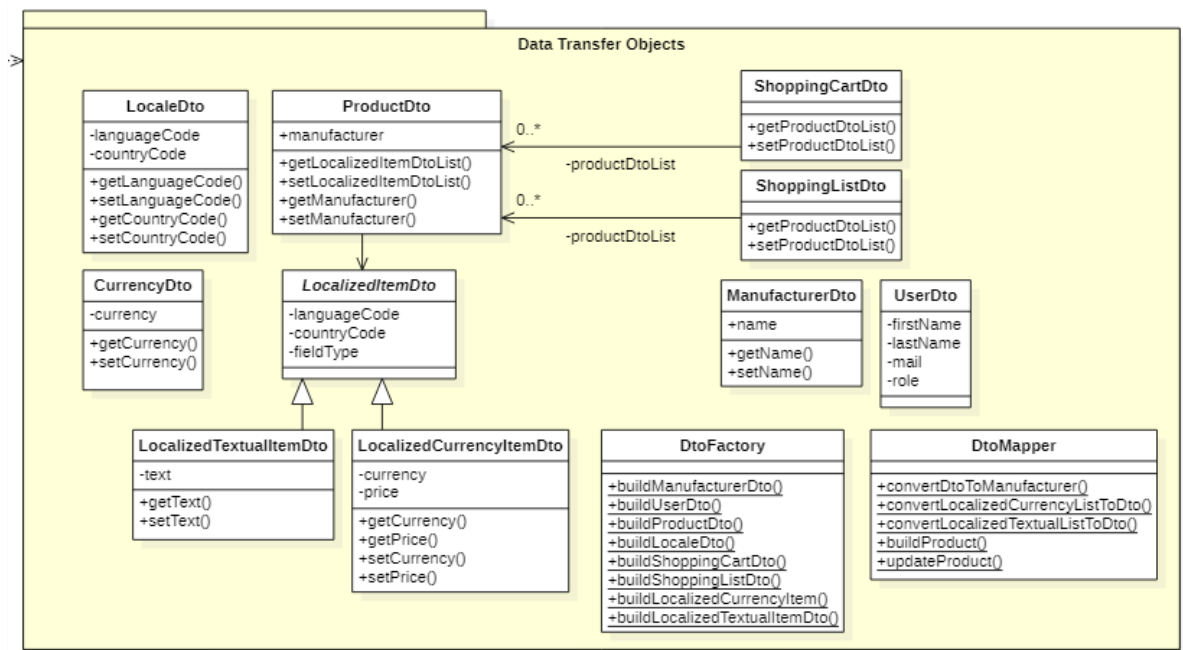 Data Transfer Objects
LocaleDto
-languageCode
-countryCode
+getLanguageCode()
+setLanguageCode()
+getCountryCode()
+setCountryCode()
ProductDto
+manufacturer
+getLocalizedItemDtoList()
+setLocalizedItemDtoList()
+getManufacturer()
+setManufacturer()
0..*
-productDtoList
0..*
-productDtoList
ShoppingCartDto
+getProductDtoList()
+setProductDtoList()
ShoppingListDto
+getProductDtoList()
+setProductDtoList()
CurrencyDto
-currency
+getCurrency()
+setCurrency()
LocalizedItemDto
-languageCode
-countryCode
-fieldType
ManufacturerDto
+name
+getName()
+setName()
UserDto
-firstName
-lastName
-mail
-role
LocalizedTextualItemDto
-text
+getText()
+setText()
LocalizedCurrencyItemDto
-currency
-price
+getCurrency()
+getPrice()
+setCurrency()
+setPrice()
DtoFactory
+buildManufacturerDto()
+buildUserDto()
+buildProductDto()
+buildLocaleDto()
+buildShoppingCartDto()
+buildShoppingListDto()
+buildLocalizedCurrencyItem()
+buildLocalizedTextualItemDto()
DtoMapper
+convertDtoToManufacturer()
+convertLocalizedCurrencyListToDto()
+convertLocalizedTextualListToDto()
+buildProduct()
+updateProduct()